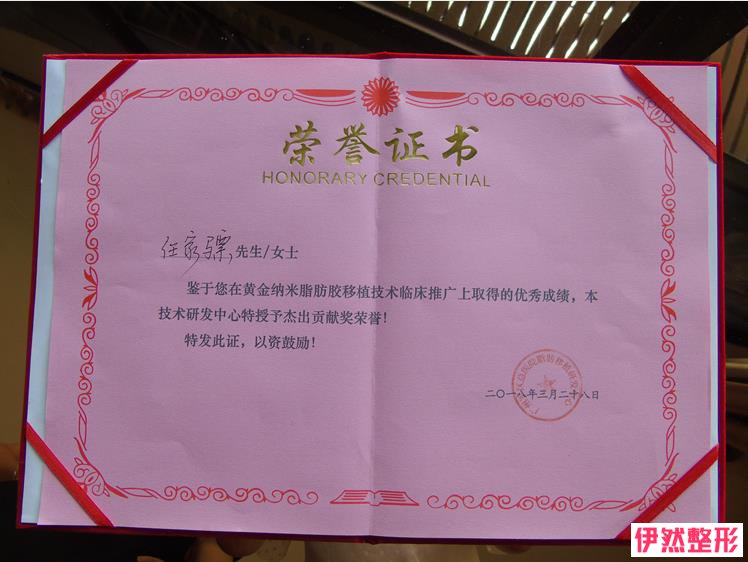 荣誉证书
HONORARY CREDENTIAL
任家骠先生/女士
鉴于您在黄金纳米脂肪胶移植技术临床推广上取得的优秀成绩，本
技术研发中心特授予杰出贡献奖荣誉！
特发此证，以资鼓励！
二〇一八年三月二十八日
伊然整形